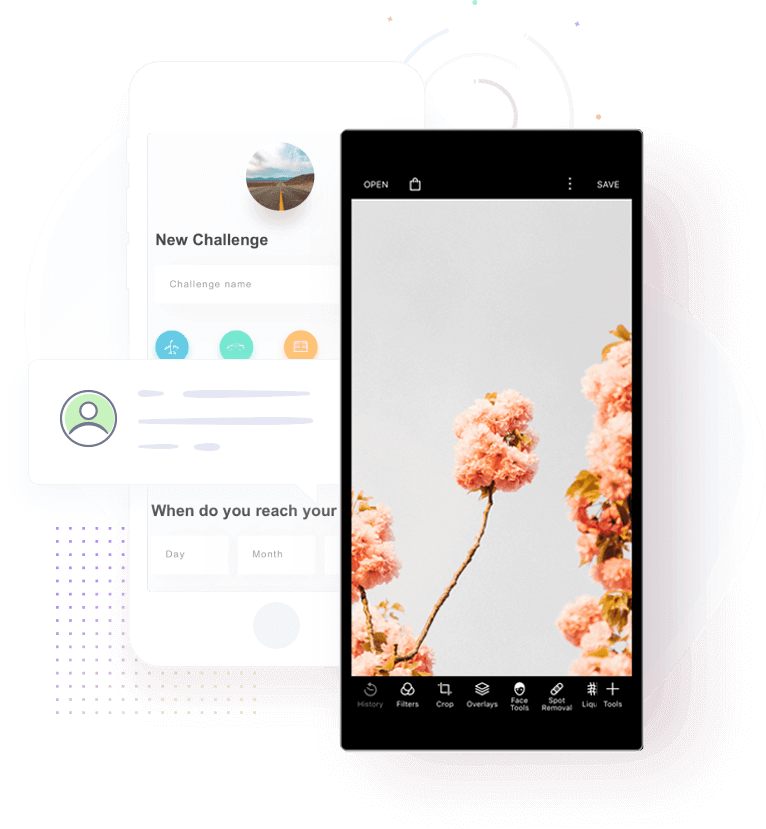 New Challenge
Challenge name
When do you reach your
Day
Month
OPEN
SAVE
History
Filters
Crop
Overlays
Face
Tools
Spot
Removal
Liqu
Tools